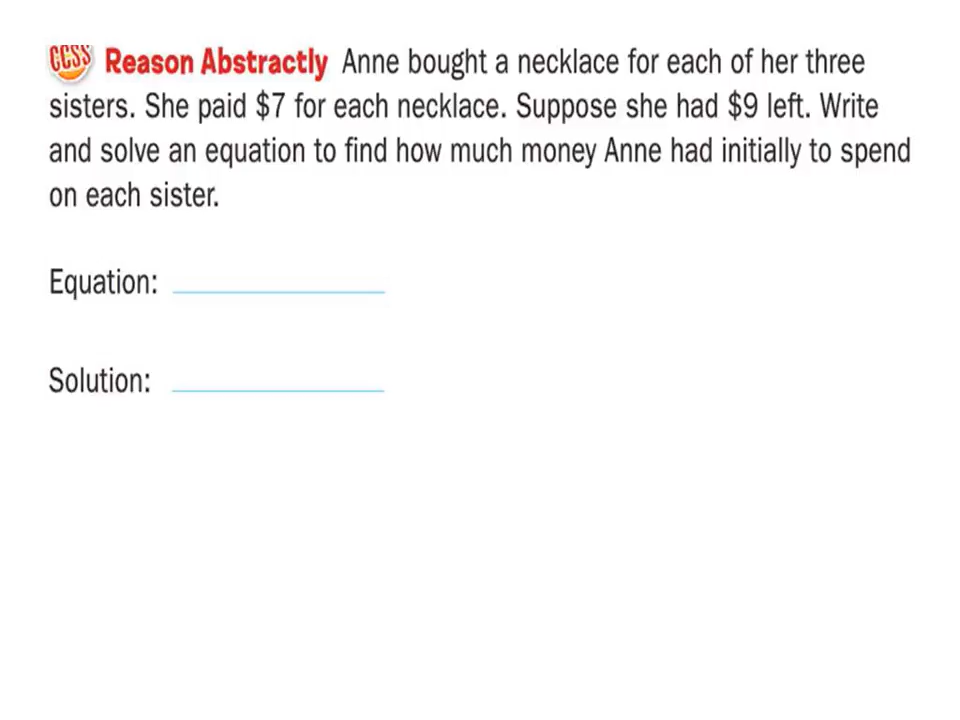 CCSS Reason Abstractly Anne bought a necklace for each of her three
sisters. She paid $7 for each necklace. Suppose she had $9 left. Write
and solve an equation to find how much money Anne had initially to spend
on each sister.
Equation:
Solution: